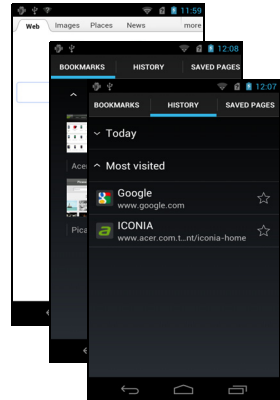 11:59
Web Images Places News more
12:08
BOOKMARKS HISTORY SAVED PAGES
Ace
Pica
12:07
BOOKMARKS HISTORY SAVED PAGES
Today
Most visited
Google
www.google.com
ICONIA
www.acer.com.t...nt/iconia-home